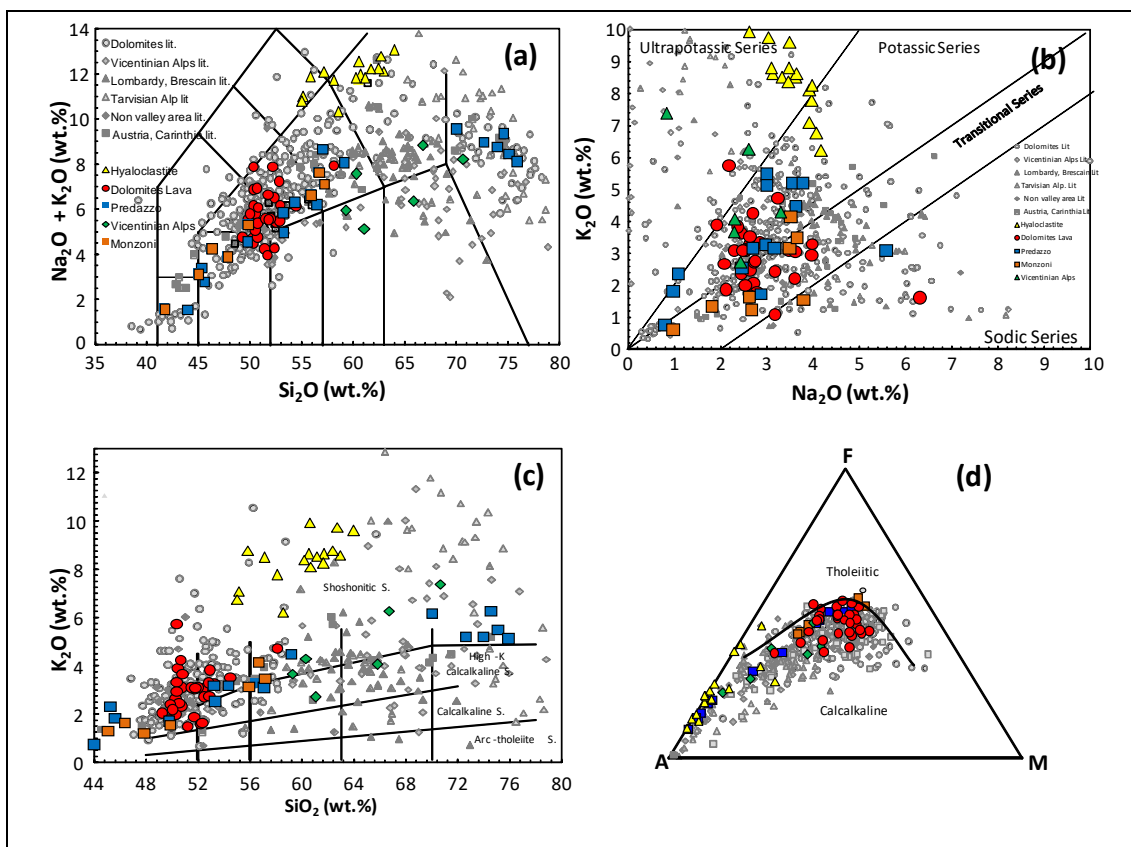 (a)
14
12
10
8
6
4
2
0
Na₂O + K₂O (wt.%)
Dolomites lit.
Vicentinian Alps lit.
Lombardy, Brescain lit.
Tarvisian Alp lit
Non valley area lit.
Austria, Carinthia lit.
Hyaloclastite
Dolomites Lava
Predazzo
Vicentinian Alps
Monzoni
35 40 45 50 55 60 65 70 75 80
Si₂O (wt.%)
(b)
10
9
8
7
6
5
4
3
2
1
0
K₂O (wt.%)
Ultrapotassic Series
Potassic Series
Transitional Series
Sodic Series
Dolomites Lit
Vicentinian Alps Lit
Lombardy, Brescain Lit
Tarvisian Alp. Lit
Non valley area Lit
Austria, Carinthia Lit
Hyaloclastite
Dolomites Lava
Predazzo
Monzoni
Vicentinian Alps
0 1 2 3 4 5 6 7 8 9 10
Na₂O (wt.%)
(c)
12
10
8
6
4
2
0
K₂O (wt.%)
Shoshonitic S.
High -K
calcalkaline S.
Calcalkaline S.
Arc -tholeiite S.
44 48 52 56 60 64 68 72 76 80
SiO₂ (wt.%)
(d)
F
Tholeiitic
Calcalkaline
A
M